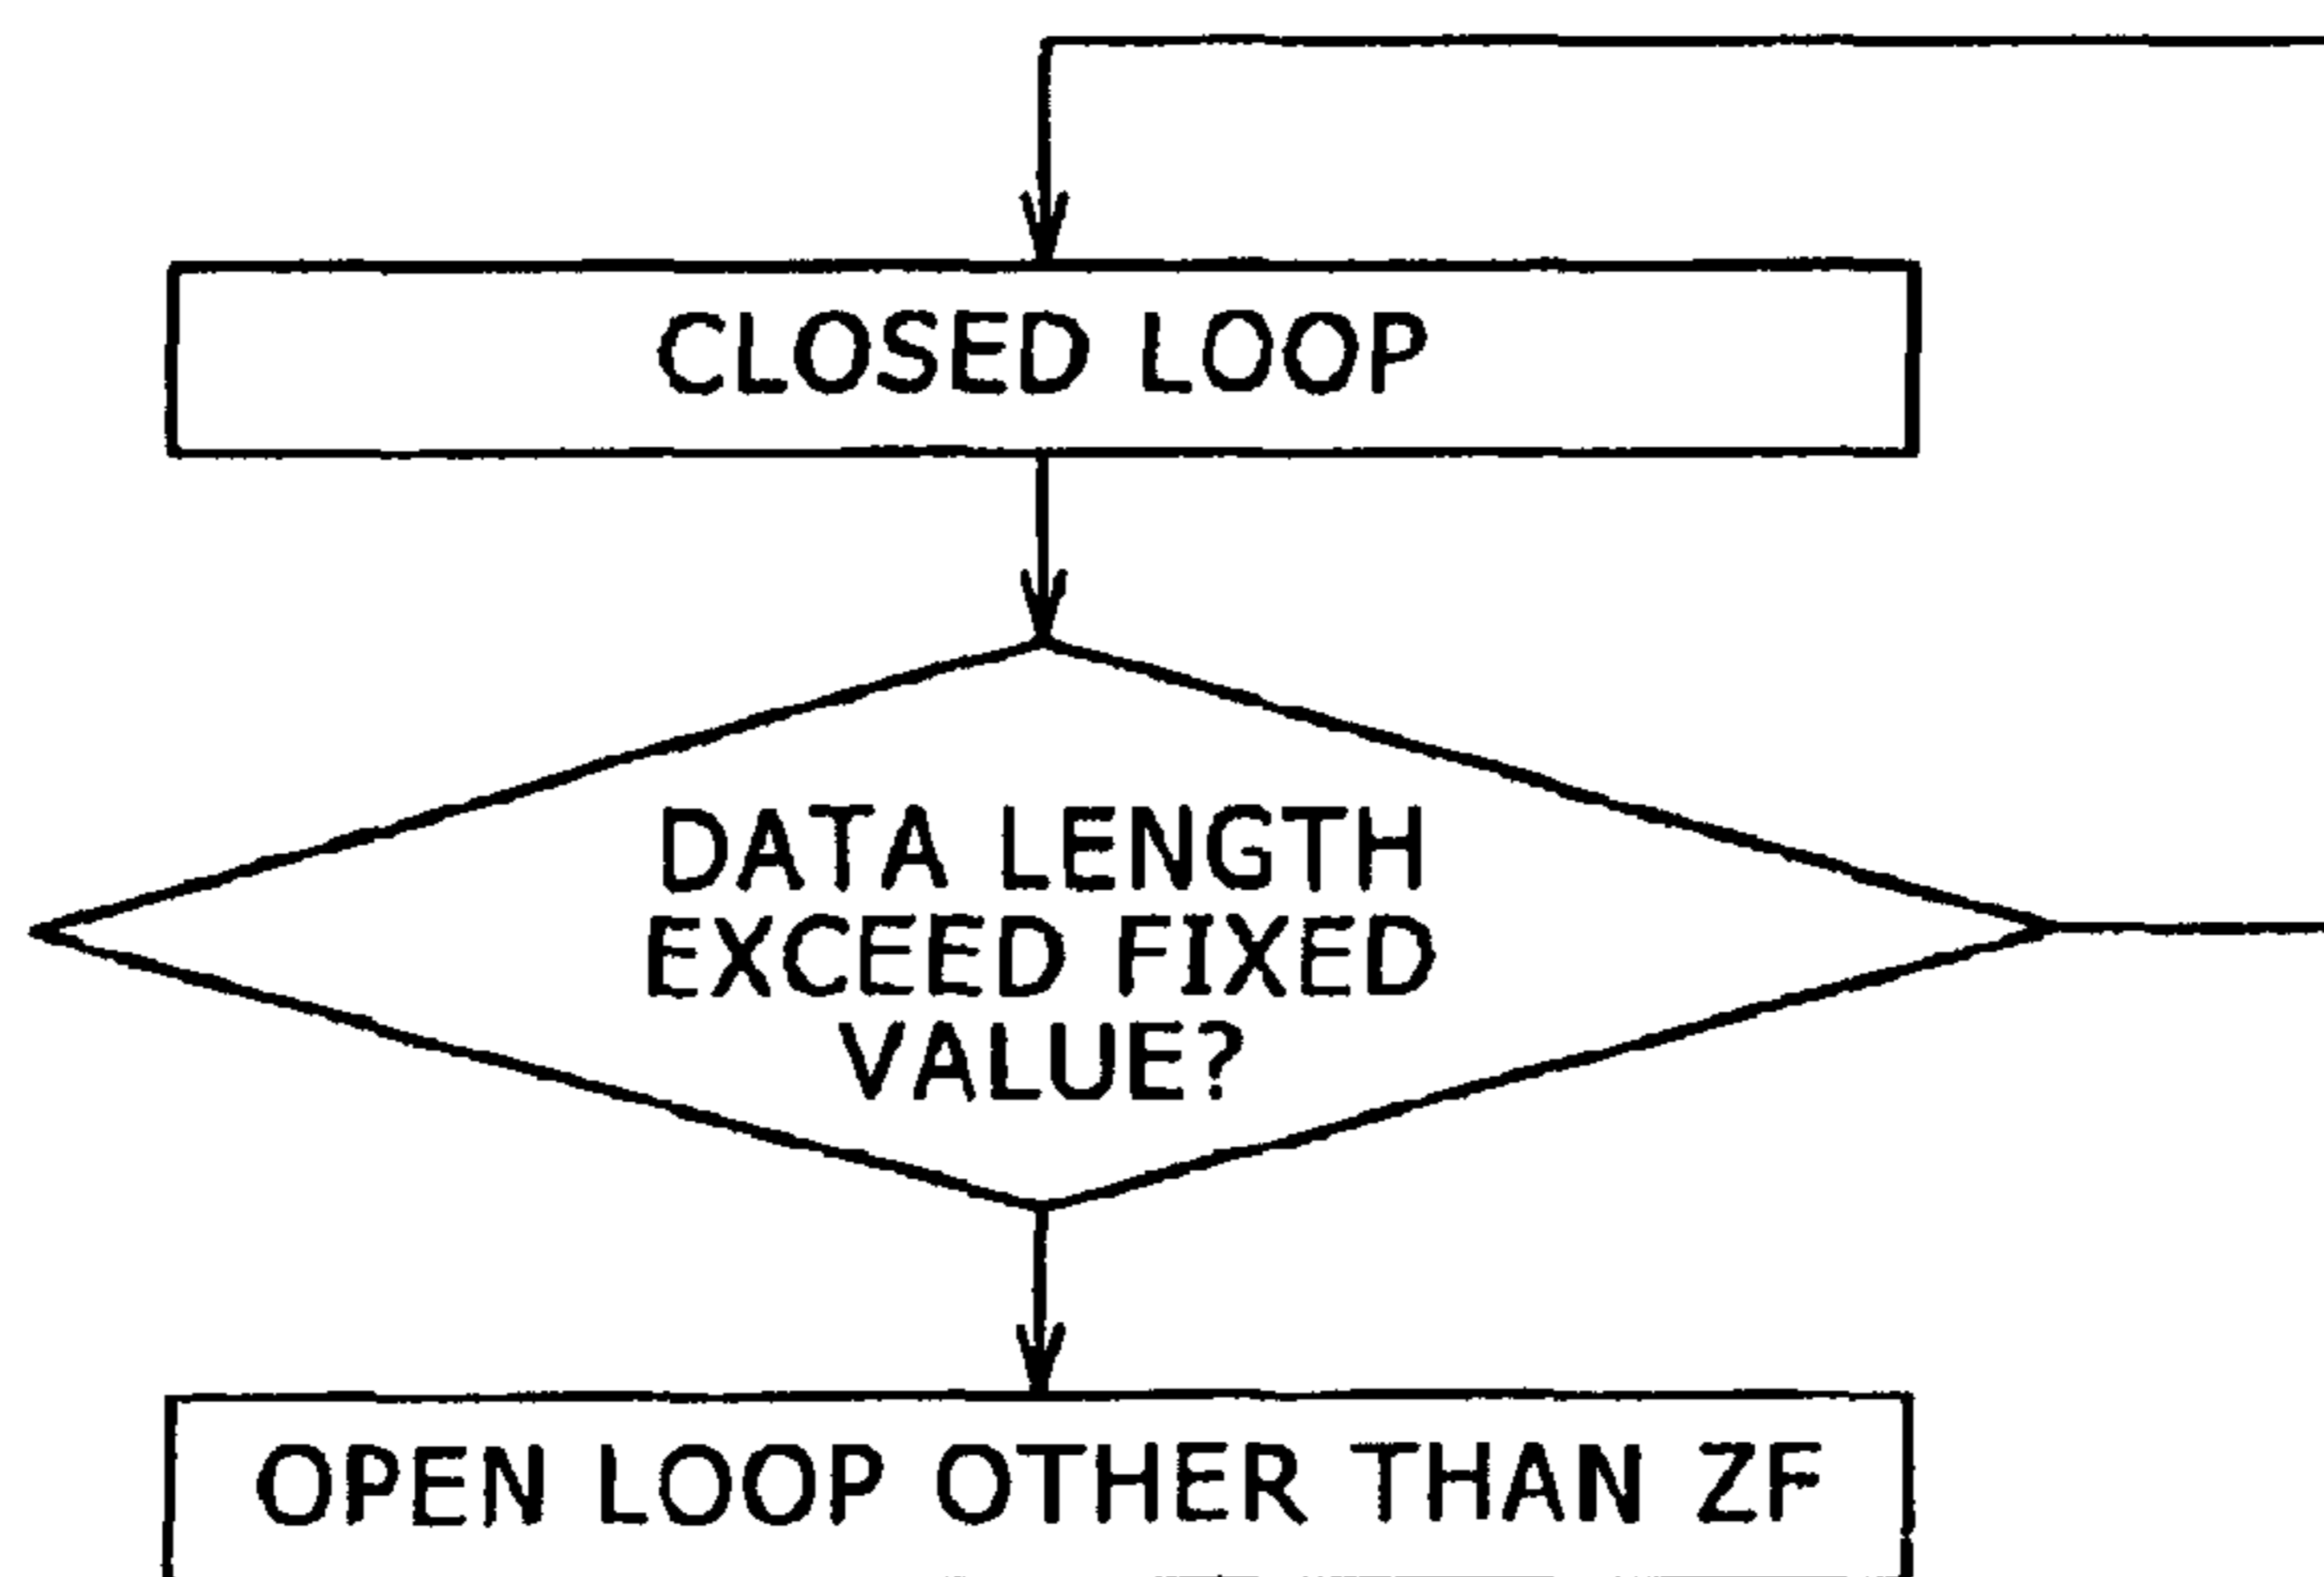 CLOSED LOOP
DATA LENGTH
EXCEED FIXED
VALUE?
OPEN LOOP OTHER THAN ZF